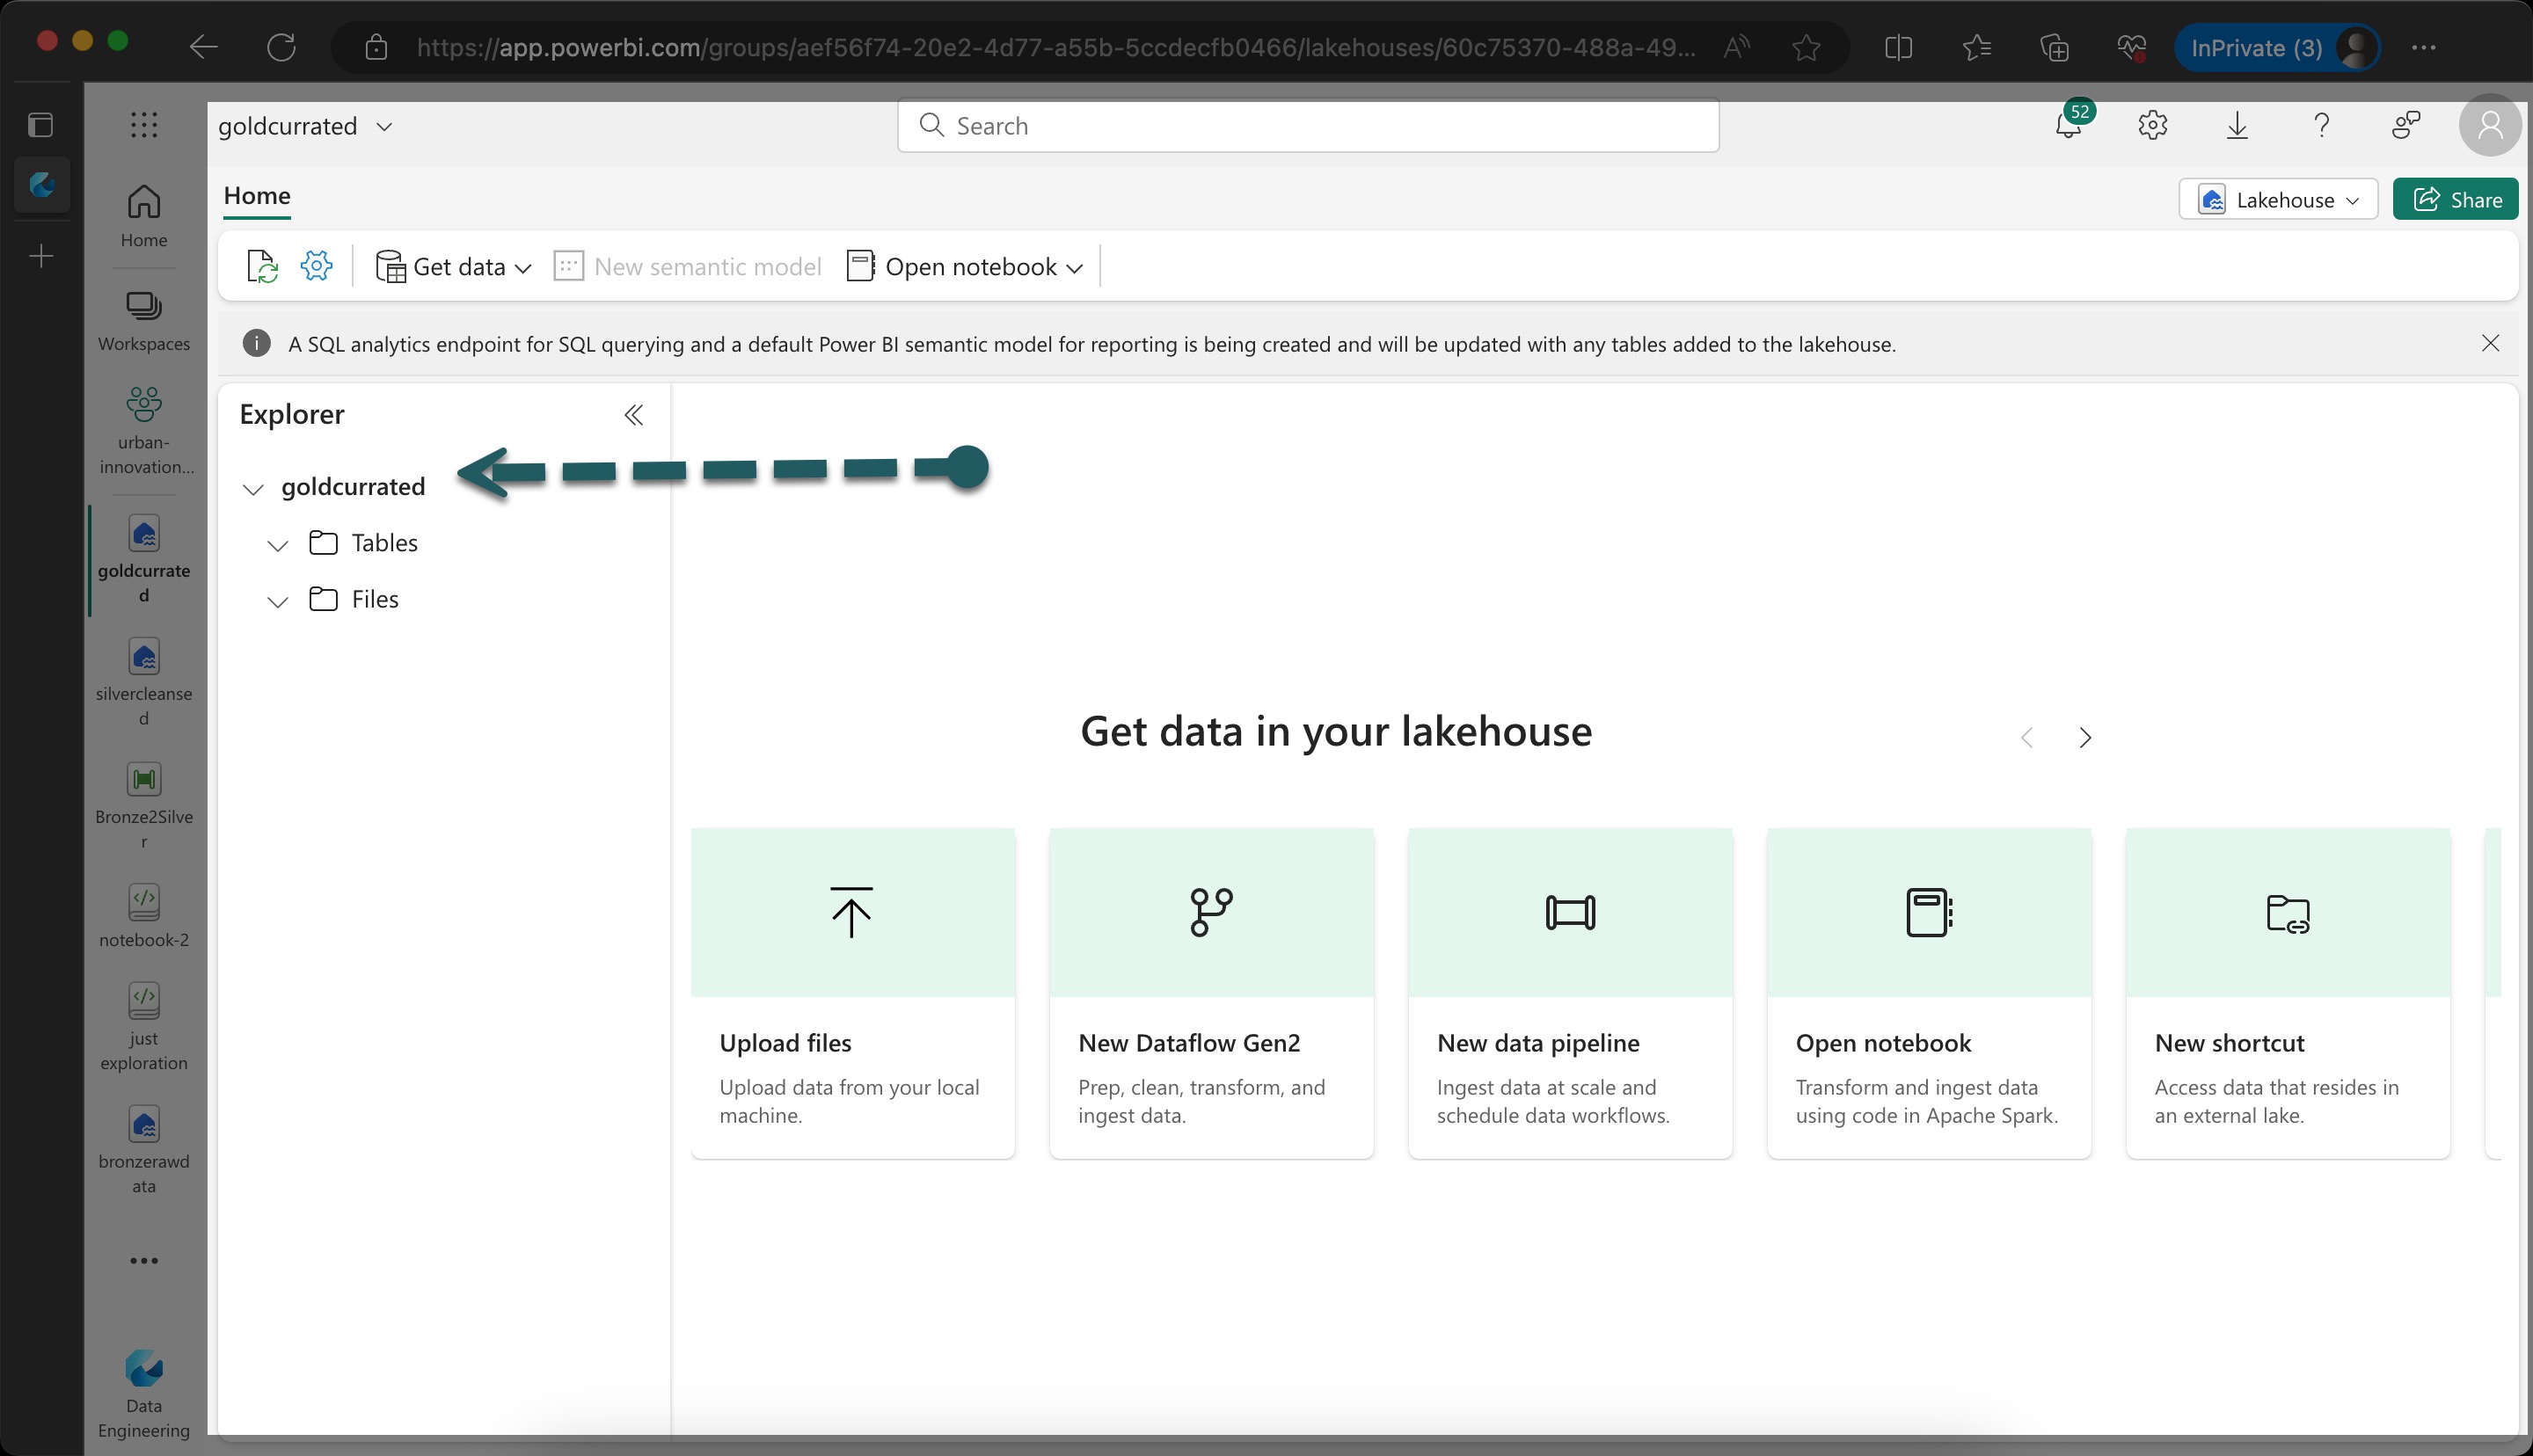 https://app.powerbi.com/groups/aef56f74-20e2-4d77-a55b-5ccdecfb0466/lakehouses/60c75370-488a-49...
InPrivate (3)
goldcurrated
Search
52
Home
Lakehouse
Share
Get data
New semantic model
Open notebook
A SQL analytics endpoint for SQL querying and a default Power BI semantic model for reporting is being created and will be updated with any tables added to the lakehouse.
Home
Workspaces
urban-
innovation...
goldcurrate
d
silvercleanse
d
Bronze2Silve
r
notebook-2
just
exploration
bronzerawd
ata
Data
Engineering
Explorer
goldcurrated
Tables
Files
Get data in your lakehouse
Upload files
Upload data from your local
machine.
New Dataflow Gen2
Prep, clean, transform, and
ingest data.
New data pipeline
Ingest data at scale and
schedule data workflows.
Open notebook
Transform and ingest data
using code in Apache Spark.
New shortcut
Access data that resides in
an external lake.